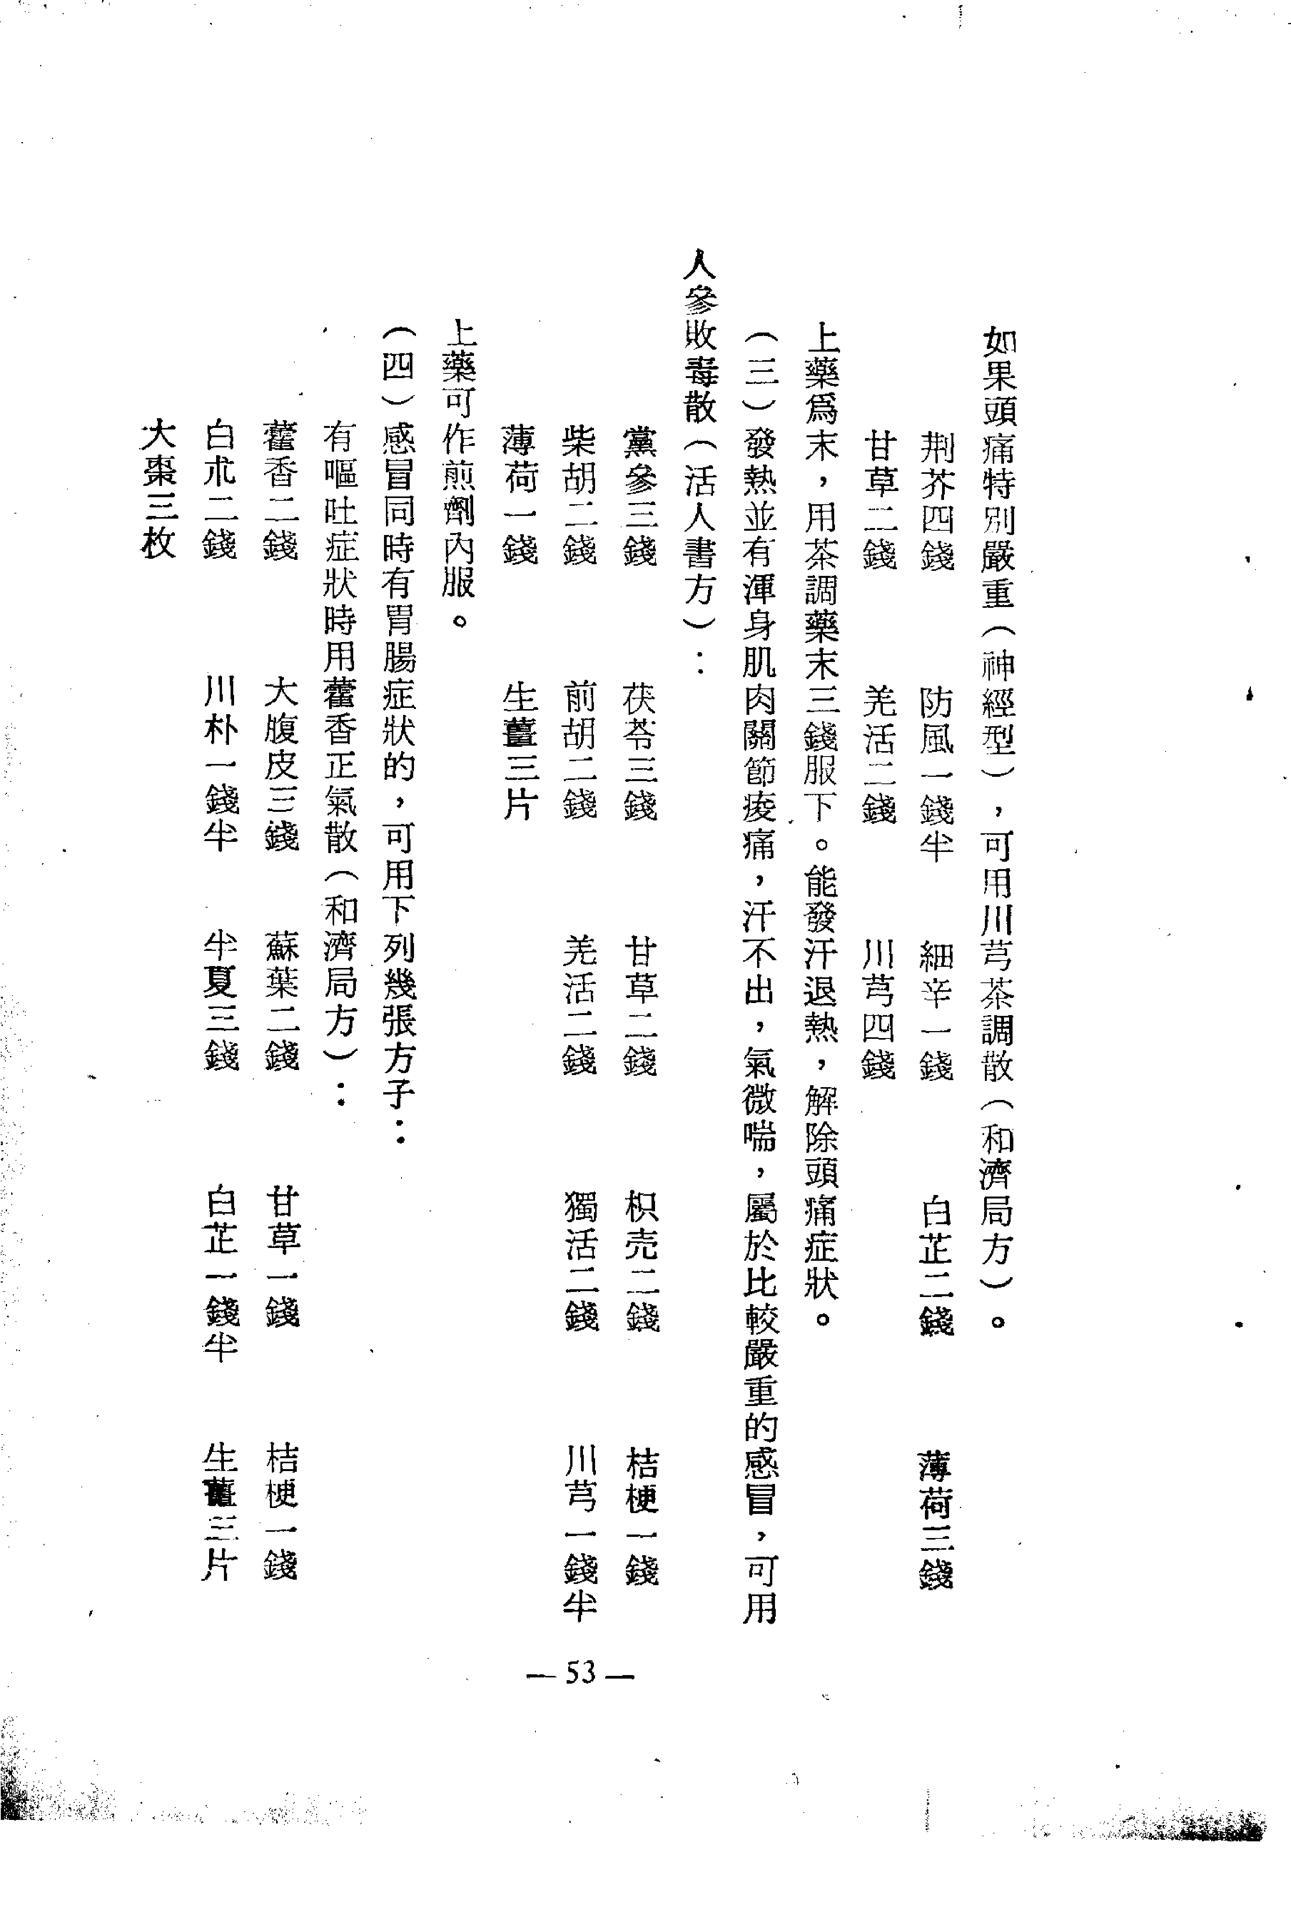 如果頭痛特別嚴重（神經型），可用川芎茶調散（和濟局方）。
荆芥四錢　防風一錢半　細辛一錢　白芷二錢　薄荷三錢
甘草二錢　羌活二錢　川芎四錢
上藥爲末，用茶調藥末三錢服下。能發汗退熱，解除頭痛症狀。
（三）發熱並有渾身肌肉關節痠痛，汗不出，氣微喘，屬於比較嚴重的感冒，可用
人參敗毒散（活人書方）：
黨參三錢　茯苓三錢　甘草二錢　枳壳二錢　桔梗一錢
柴胡二錢　前胡二錢　羌活二錢　獨活二錢　川芎一錢半
薄荷一錢　生薑三片
上藥可作煎劑內服。
（四）感冒同時有胃腸症狀的，可用下列幾張方子：
有嘔吐症狀時用藿香正氣散（和濟局方）：
藿香二錢　大腹皮三錢　蘇葉二錢　甘草一錢　桔梗一錢
白朮二錢　川朴一錢半　半夏三錢　白芷一錢半　生薑三片
大棗三枚
— 53 —